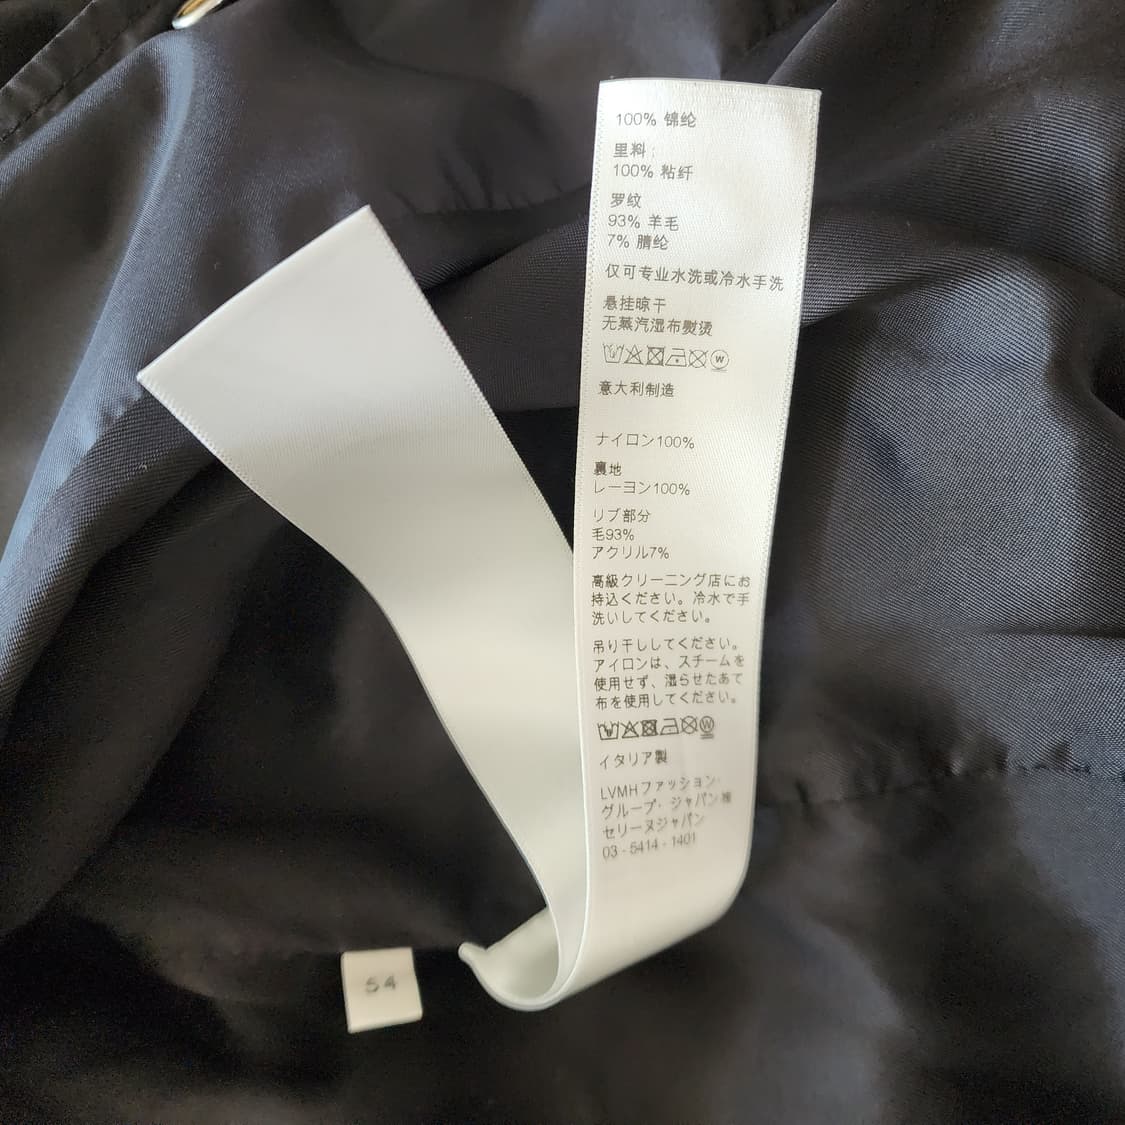 100% 锦纶
里料:
100% 粘纤
罗纹
93% 羊毛
7% 腈纶
仅可专业水洗或冷水手洗
悬挂晾干
无蒸汽湿布熨烫
W
意大利制造
ナイロン100%
裏地
レーヨン100%
リブ部分
毛93%
アクリル7%
高級クリーニング店にお
持込ください。冷水で手
洗いしてください。
吊り干ししてください。
アイロンは、スチームを
使用せず、湿らせたあて
布を使用してください。
W
イタリア製
LVMHファッション・
グループ・ジャパン㈱
セリーヌジャパン
03-5414-1401
54